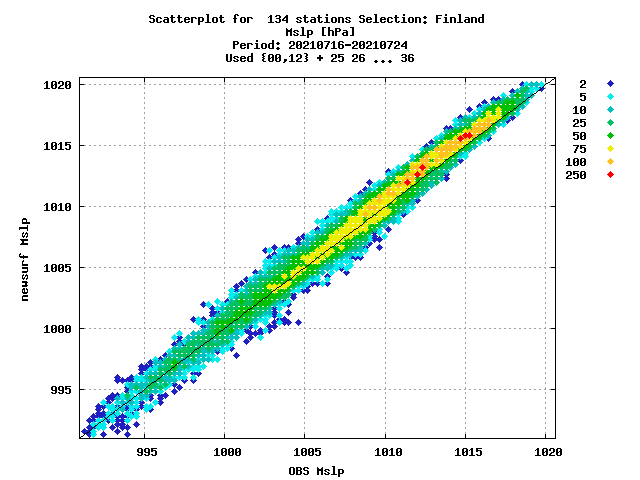 Scatterplot for  134 stations Selection: Finland
Mslp [hPa]
Period: 20210716-20210724
Used {00,12} + 25 26 ... 36
2
5
10
25
50
75
100
250
newsurf Mslp
1020
1015
1010
1005
1000
995
995 1000 1005 1010 1015 1020
OBS Mslp